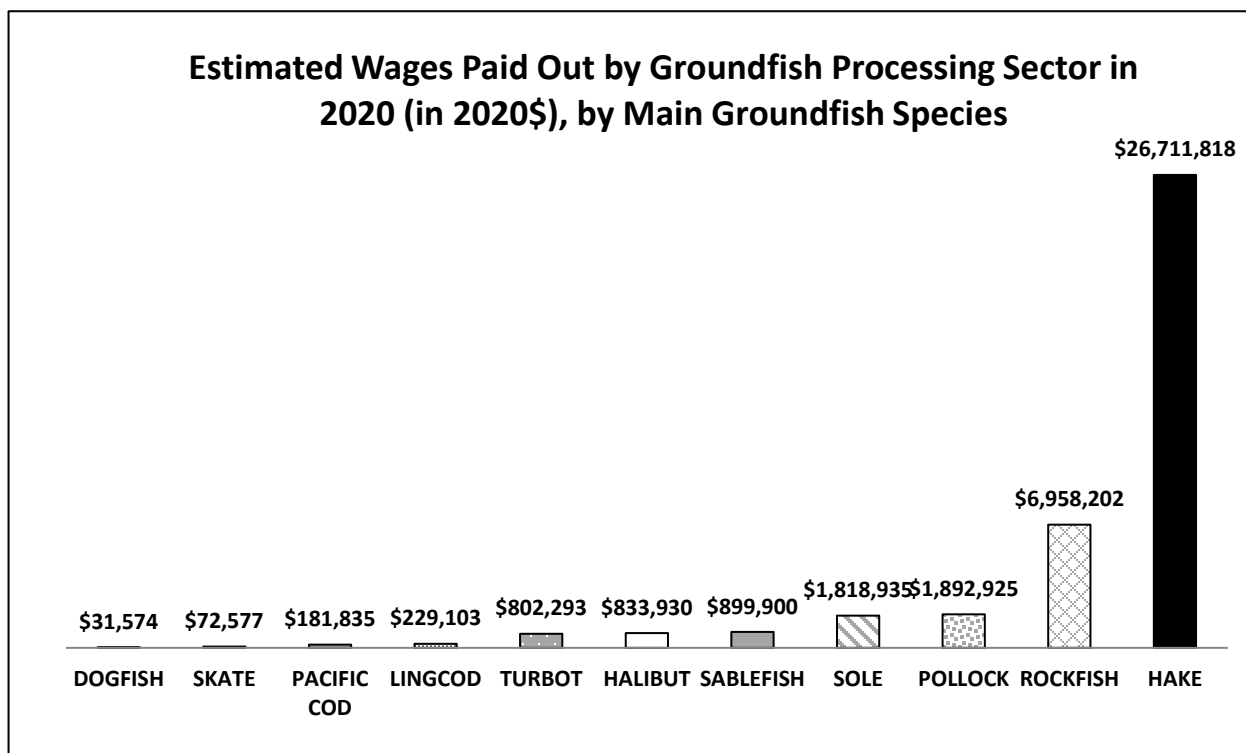 Estimated Wages Paid Out by Groundfish Processing Sector in
2020 (in 2020$), by Main Groundfish Species
$26,711,818
$6,958,202
$31,574 $72,577 $181,835 $229,103 $802,293 $833,930 $899,900 $1,818,935 $1,892,925
DOGFISH SKATE PACIFIC LINGCOD TURBOT HALIBUT SABLEFISH SOLE POLLOCK ROCKFISH HAKE
COD